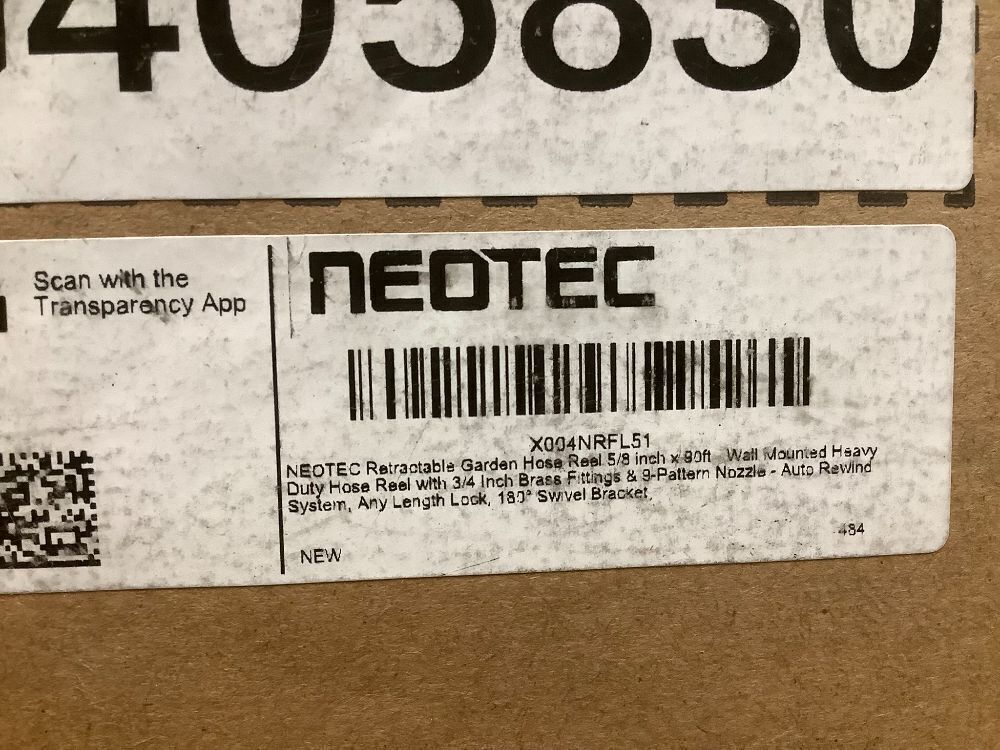 405830
Scan with the
Transparency App
NEOTEC
X004NRFL51
NEOTEC Retractable Garden Hose Reel 5/8 inch x 90ft Wall Mounted Heavy
Duty Hose Reel with 3/4 Inch Brass Fittings & 9-Pattern Nozzle - Auto Rewind
System, Any Length Lock, 180° Swivel Bracket,
NEW
484